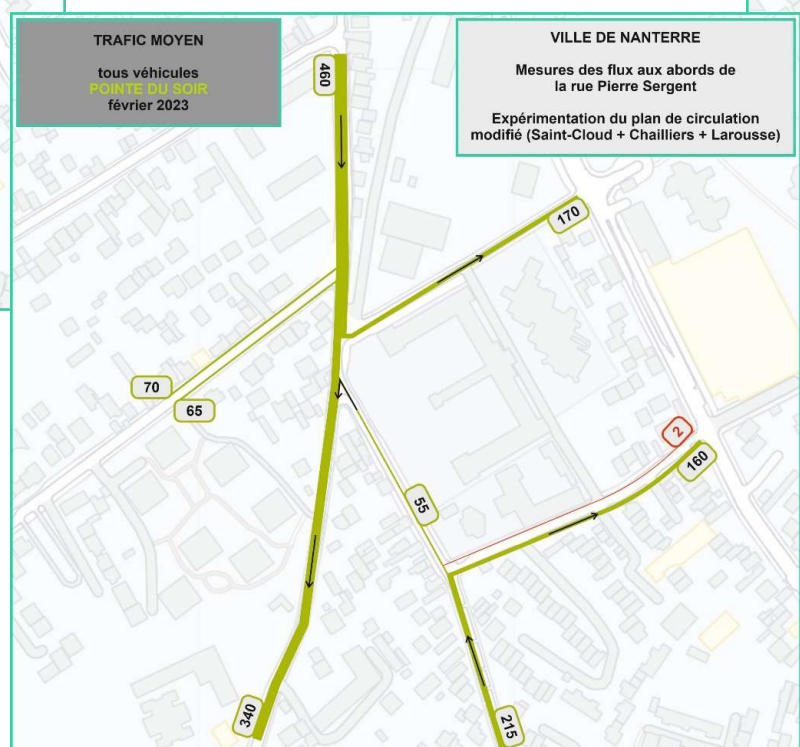 TRAFIC MOYEN
tous véhicules
POINTE DU SOIR
février 2023
VILLE DE NANTERRE
Mesures des flux aux abords de
la rue Pierre Sergent
Expérimentation du plan de circulation
modifié (Saint-Cloud + Chailliers + Larousse)
460
170
70
65
2
160
55
340
215